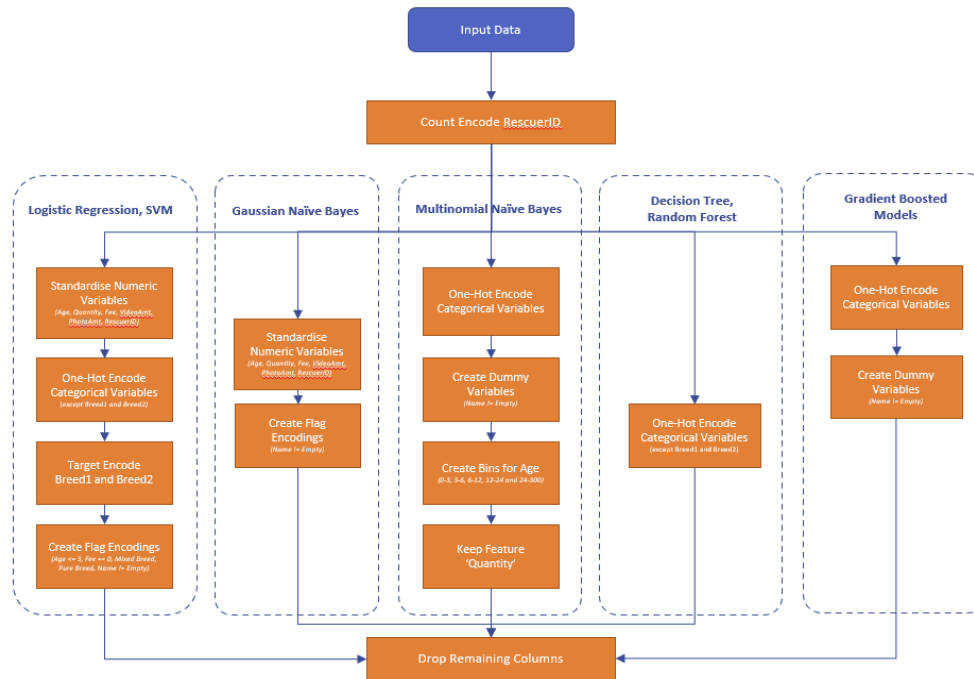 Input Data
Count Encode RescuerID
Logistic Regression, SVM
Standardise Numeric
Variables
(Age, Quantity, Fee, VideoAmt,
PhotoAmt, RescuerID)
One-Hot Encode
Categorical Variables
(except Breed1 and Breed2)
Target Encode
Breed1 and Breed2
Create Flag Encodings
(Age <= 3, Fee == 0, Mixed Breed,
Pure Breed, Name != Empty)
Gaussian Naïve Bayes
Standardise
Numeric Variables
(Age, Quantity, Fee, VideoAmt,
PhotoAmt, RescuerID)
Create Flag
Encodings
(Name != Empty)
Multinomial Naïve Bayes
One-Hot Encode
Categorical Variables
Create Dummy
Variables
(Name != Empty)
Create Bins for Age
(0-3, 3-6, 6-12, 12-24 and 24-300)
Keep Feature
‘Quantity’
Decision Tree,
Random Forest
One-Hot Encode
Categorical Variables
(except Breed1 and Breed2)
Gradient Boosted
Models
One-Hot Encode
Categorical Variables
Create Dummy
Variables
(Name != Empty)
Drop Remaining Columns